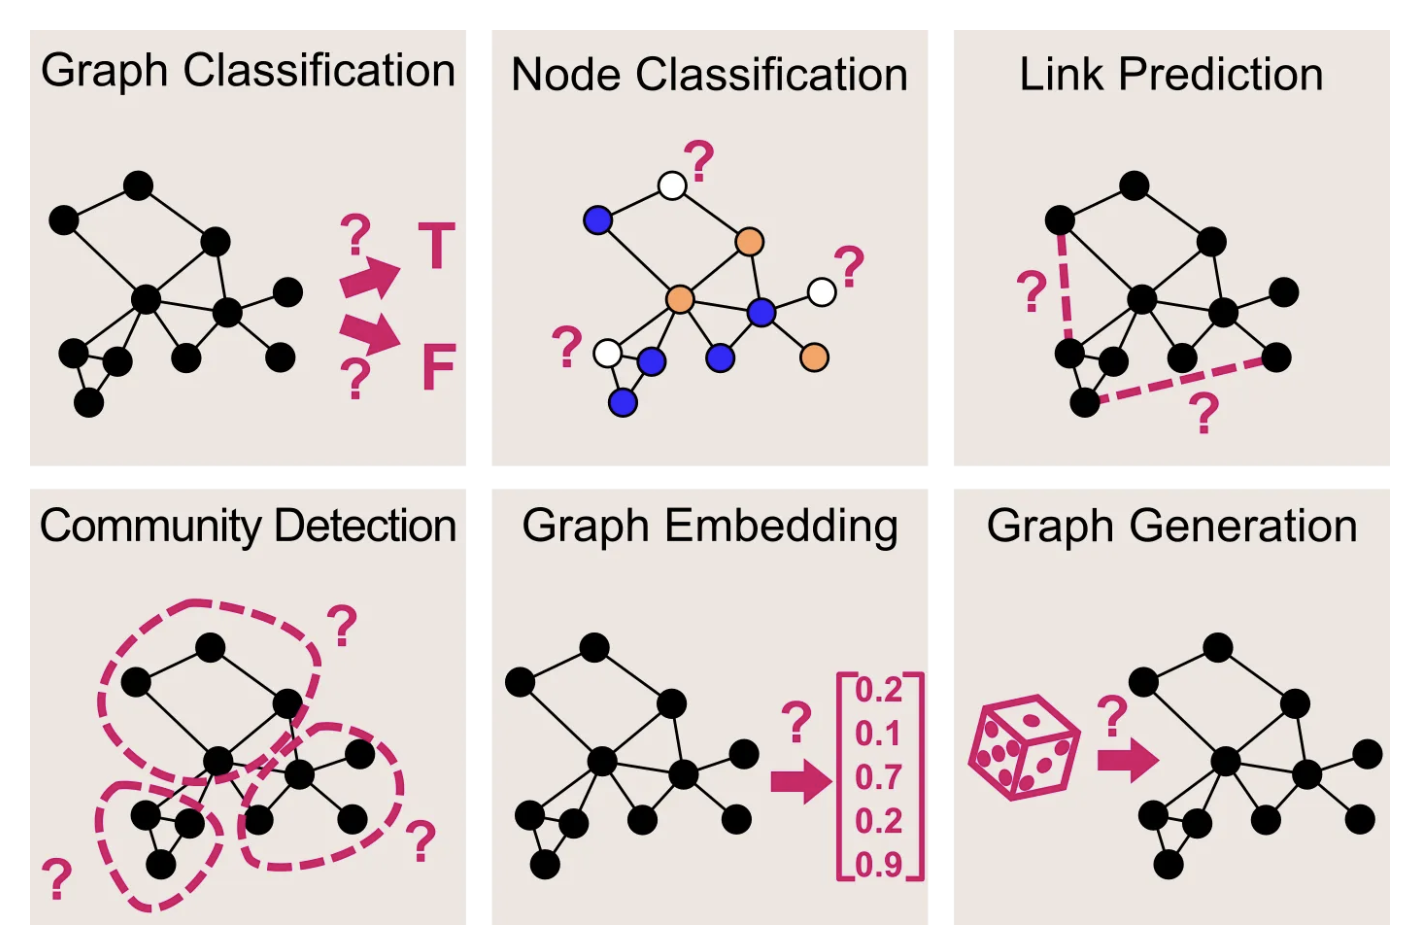 Graph Classification
?
T
?
F
Node Classification
?
?
?
Link Prediction
?
?
Community Detection
?
?
?
Graph Embedding
?
0.2
0.1
0.7
0.2
0.9
Graph Generation
?